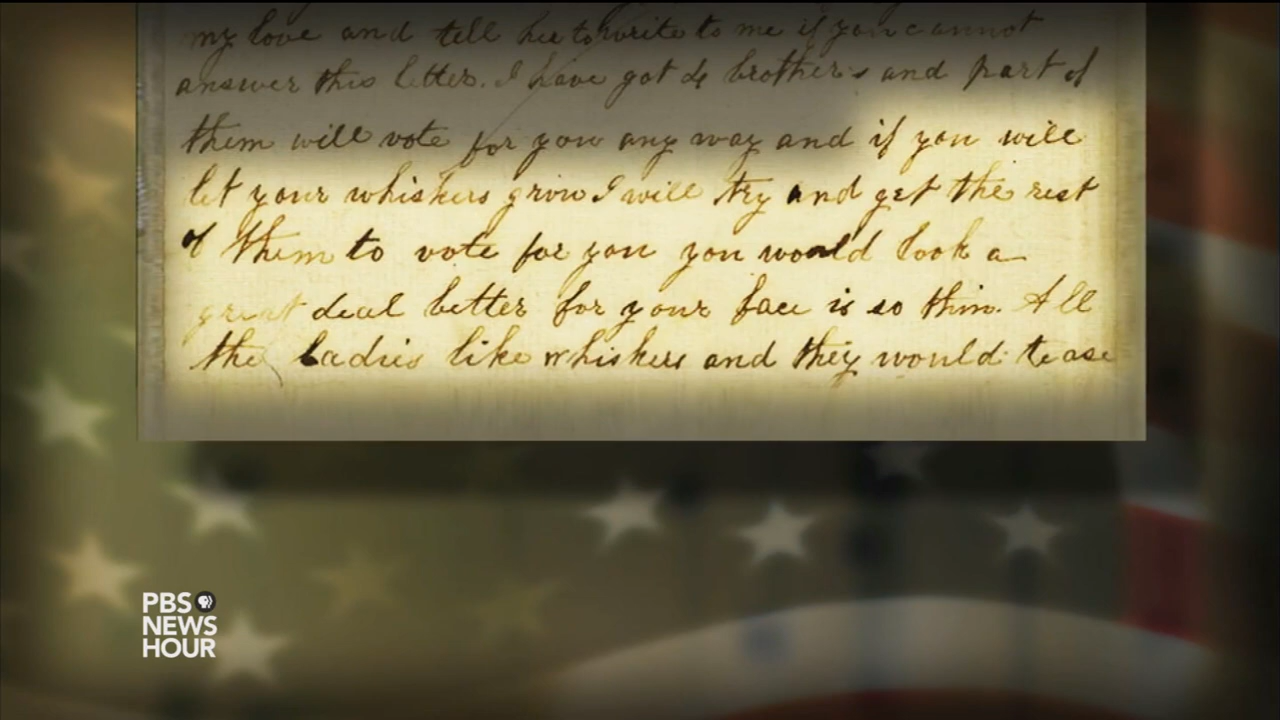 my love and tell her to write to me if you cannot
answer this letter. I have got 4 brothers and part of
them will vote for you any way and if you will
let your whiskers grow I will try and get the rest
of them to vote for you you would look a
great deal better for your face is so thin. All
the ladies like whiskers and they would tease
PBS
NEWS
HOUR